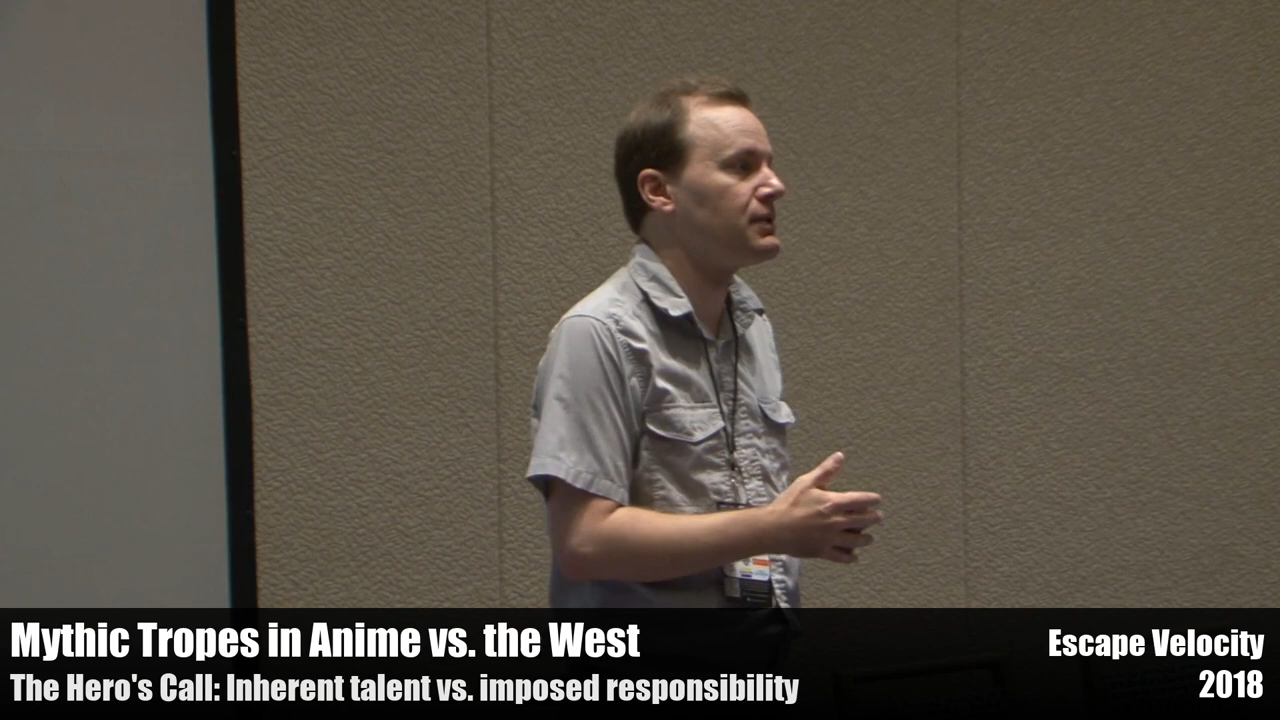 Mythic Tropes in Anime vs. the West
The Hero's Call: Inherent talent vs. imposed responsibility
Escape Velocity
2018